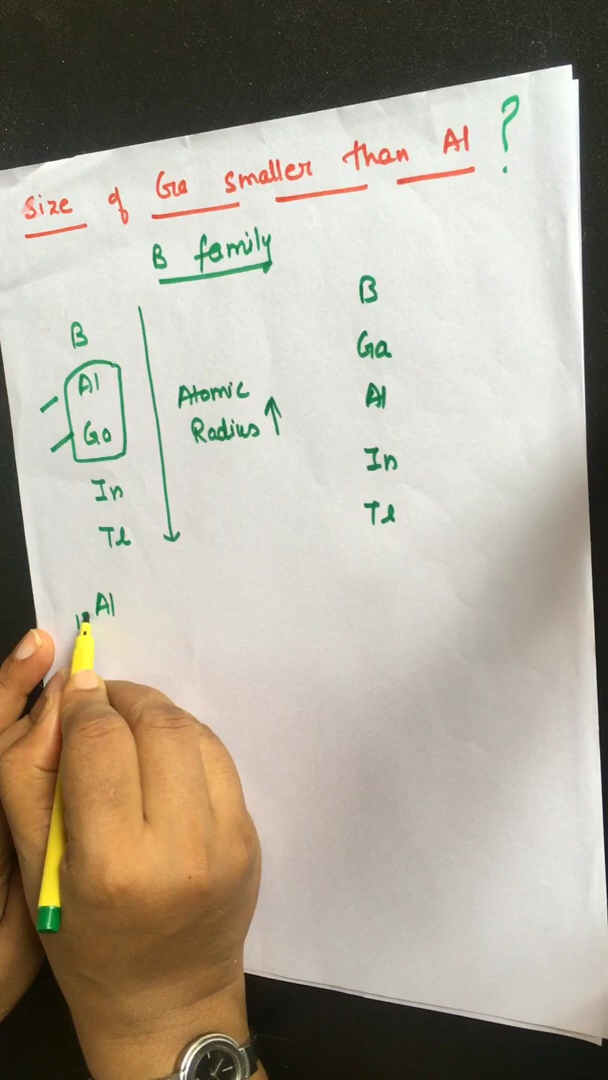 Size of Ga smaller than Al ?
B family
B
Al
Ga
In
Tl
Atomic
Radius ↑
B
Ga
Al
In
Tl
Al